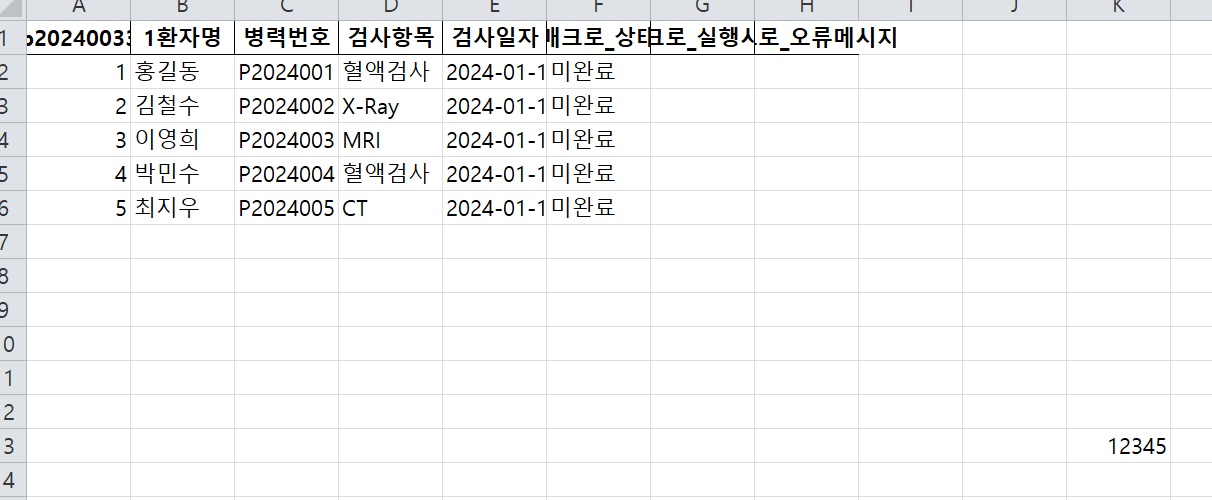 A B C D E F G H I J K
1 p20240033 1환자명 병력번호 검사항목 검사일자 매크로_상태 크로_실행시 로_오류메시지
2 1 홍길동 P2024001 혈액검사 2024-01-1 미완료
3 2 김철수 P2024002 X-Ray 2024-01-1 미완료
4 3 이영희 P2024003 MRI 2024-01-1 미완료
5 4 박민수 P2024004 혈액검사 2024-01-1 미완료
6 5 최지우 P2024005 CT 2024-01-1 미완료
7
8
9
0
1
2
3 12345
4